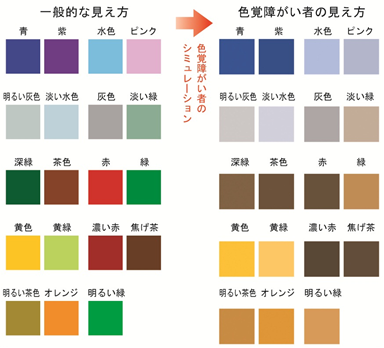 一般的な見え方
色覚障がい者の見え方
色覚障がい者の
シミュレーション
青 紫 水色 ピンク
青 紫 水色 ピンク
明るい灰色 淡い水色 灰色 淡い緑
明るい灰色 淡い水色 灰色 淡い緑
深緑 茶色 赤 緑
深緑 茶色 赤 緑
黄色 黄緑 濃い赤 焦げ茶
黄色 黄緑 濃い赤 焦げ茶
明るい茶色 オレンジ 明るい緑
明るい茶色 オレンジ 明るい緑